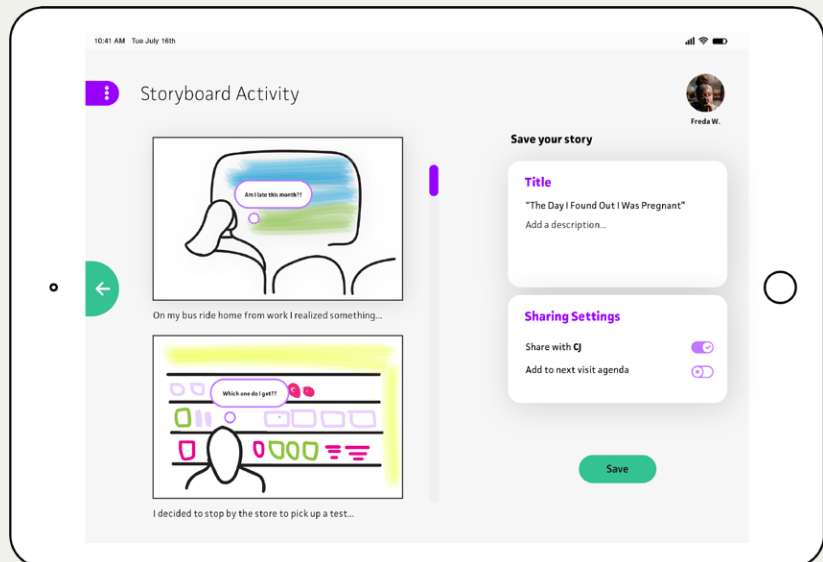 10:41 AM Tue July 16th
Storyboard Activity
Freda W.
Am I late this month??
On my bus ride home from work I realized something...
Which one do I get??
I decided to stop by the store to pick up a test...
Save your story
Title
"The Day I Found Out I Was Pregnant"
Add a description...
Sharing Settings
Share with CJ
Add to next visit agenda
Save